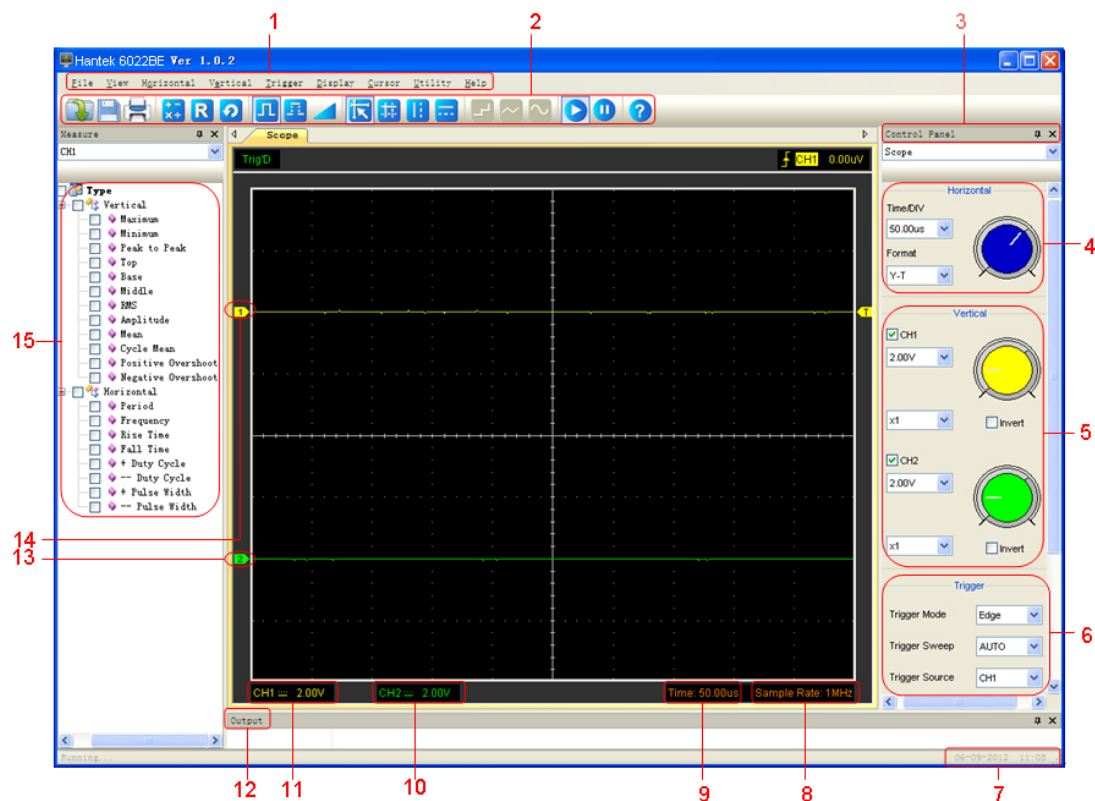 1
2
3
Hantek 6022BE Ver 1.0.2
File View Horizontal Vertical Trigger Display Cursor Utility Help
R
?
Measure
CH1
Scope
Control Panel
Scope
Trig'D
CH1 0.00uV
Type
Vertical
Maximum
Minimum
Peak to Peak
Top
Base
Middle
RMS
Amplitude
Mean
Cycle Mean
Positive Overshoot
Negative Overshoot
Horizontal
Period
Frequency
Rise Time
Fall Time
+ Duty Cycle
-- Duty Cycle
+ Pulse Width
-- Pulse Width
15
14
13
1
T
2
Horizontal
Time/DIV
50.00us
Format
Y-T
4
Vertical
CH1
2.00V
x1
Invert
5
CH2
2.00V
x1
Invert
Trigger
Trigger Mode Edge
Trigger Sweep AUTO
Trigger Source CH1
6
CH1 2.00V
CH2 2.00V
Time: 50.00us
Sample Rate: 1MHz
Output
Running...
06-09-2012 11:05
12
11
10
9
8
7